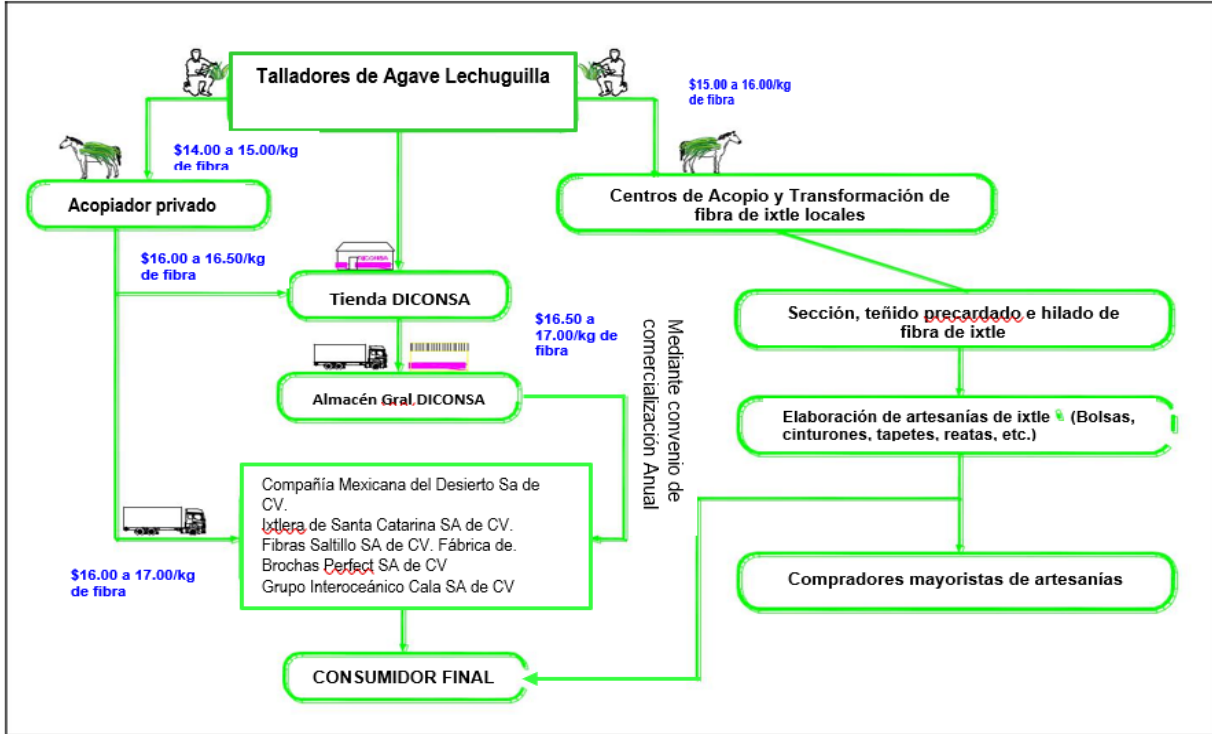 Talladores de Agave Lechuguilla
$15.00 a 16.00/kg
de fibra
$14.00 a 15.00/kg
de fibra
Acopiador privado
Centros de Acopio y Transformación de
fibra de ixtle locales
$16.00 a 16.50/kg
de fibra
DICONSA
Tienda DICONSA
$16.50 a
17.00/kg de
fibra
Mediante convenio de
comercialización Anual
Sección, teñido precardado e hilado de
fibra de ixtle
Almacén Gral DICONSA
Elaboración de artesanías de ixtle (Bolsas,
cinturones, tapetes, reatas, etc.)
Compañía Mexicana del Desierto Sa de
CV.
Ixtlera de Santa Catarina SA de CV.
Fibras Saltillo SA de CV. Fábrica de.
Brochas Perfect SA de CV
Grupo Interoceánico Cala SA de CV
$16.00 a 17.00/kg
de fibra
Compradores mayoristas de artesanías
CONSUMIDOR FINAL